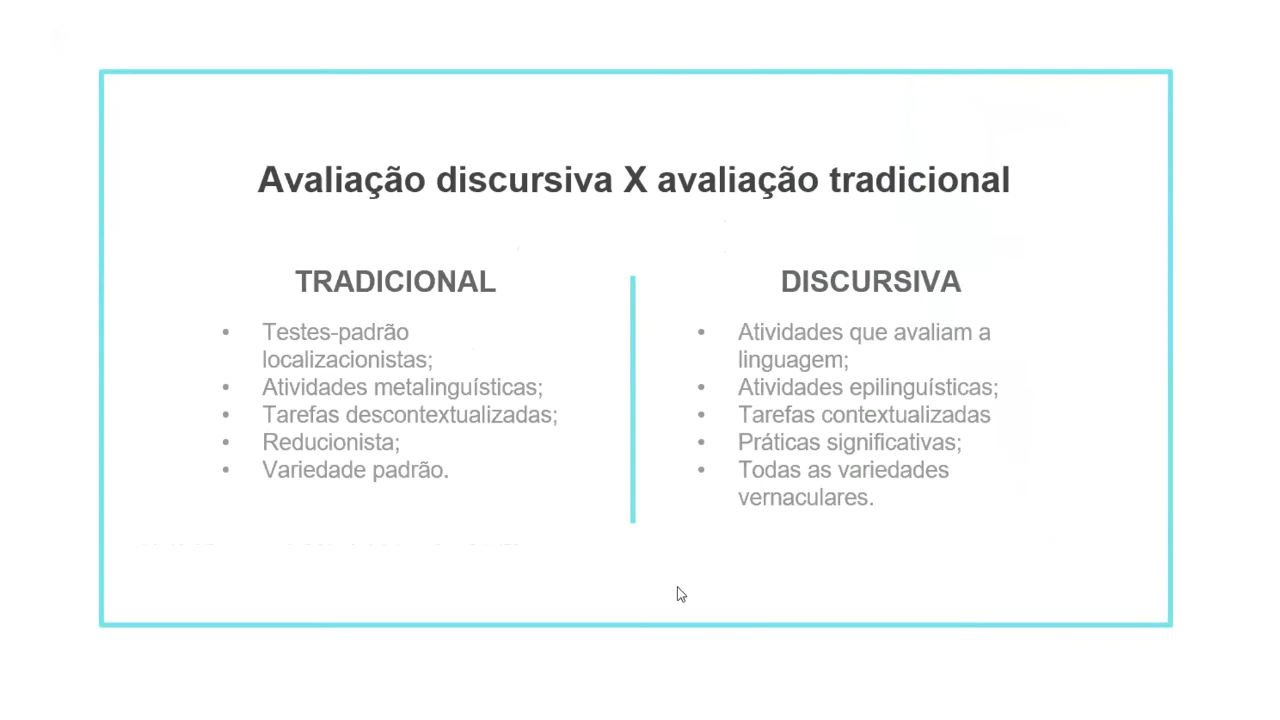 Avaliação discursiva X avaliação tradicional
TRADICIONAL
• Testes-padrão
localizacionistas;
• Atividades metalinguísticas;
• Tarefas descontextualizadas;
• Reducionista;
• Variedade padrão.
DISCURSIVA
• Atividades que avaliam a
linguagem;
• Atividades epilinguísticas;
• Tarefas contextualizadas
• Práticas significativas;
• Todas as variedades
vernaculares.